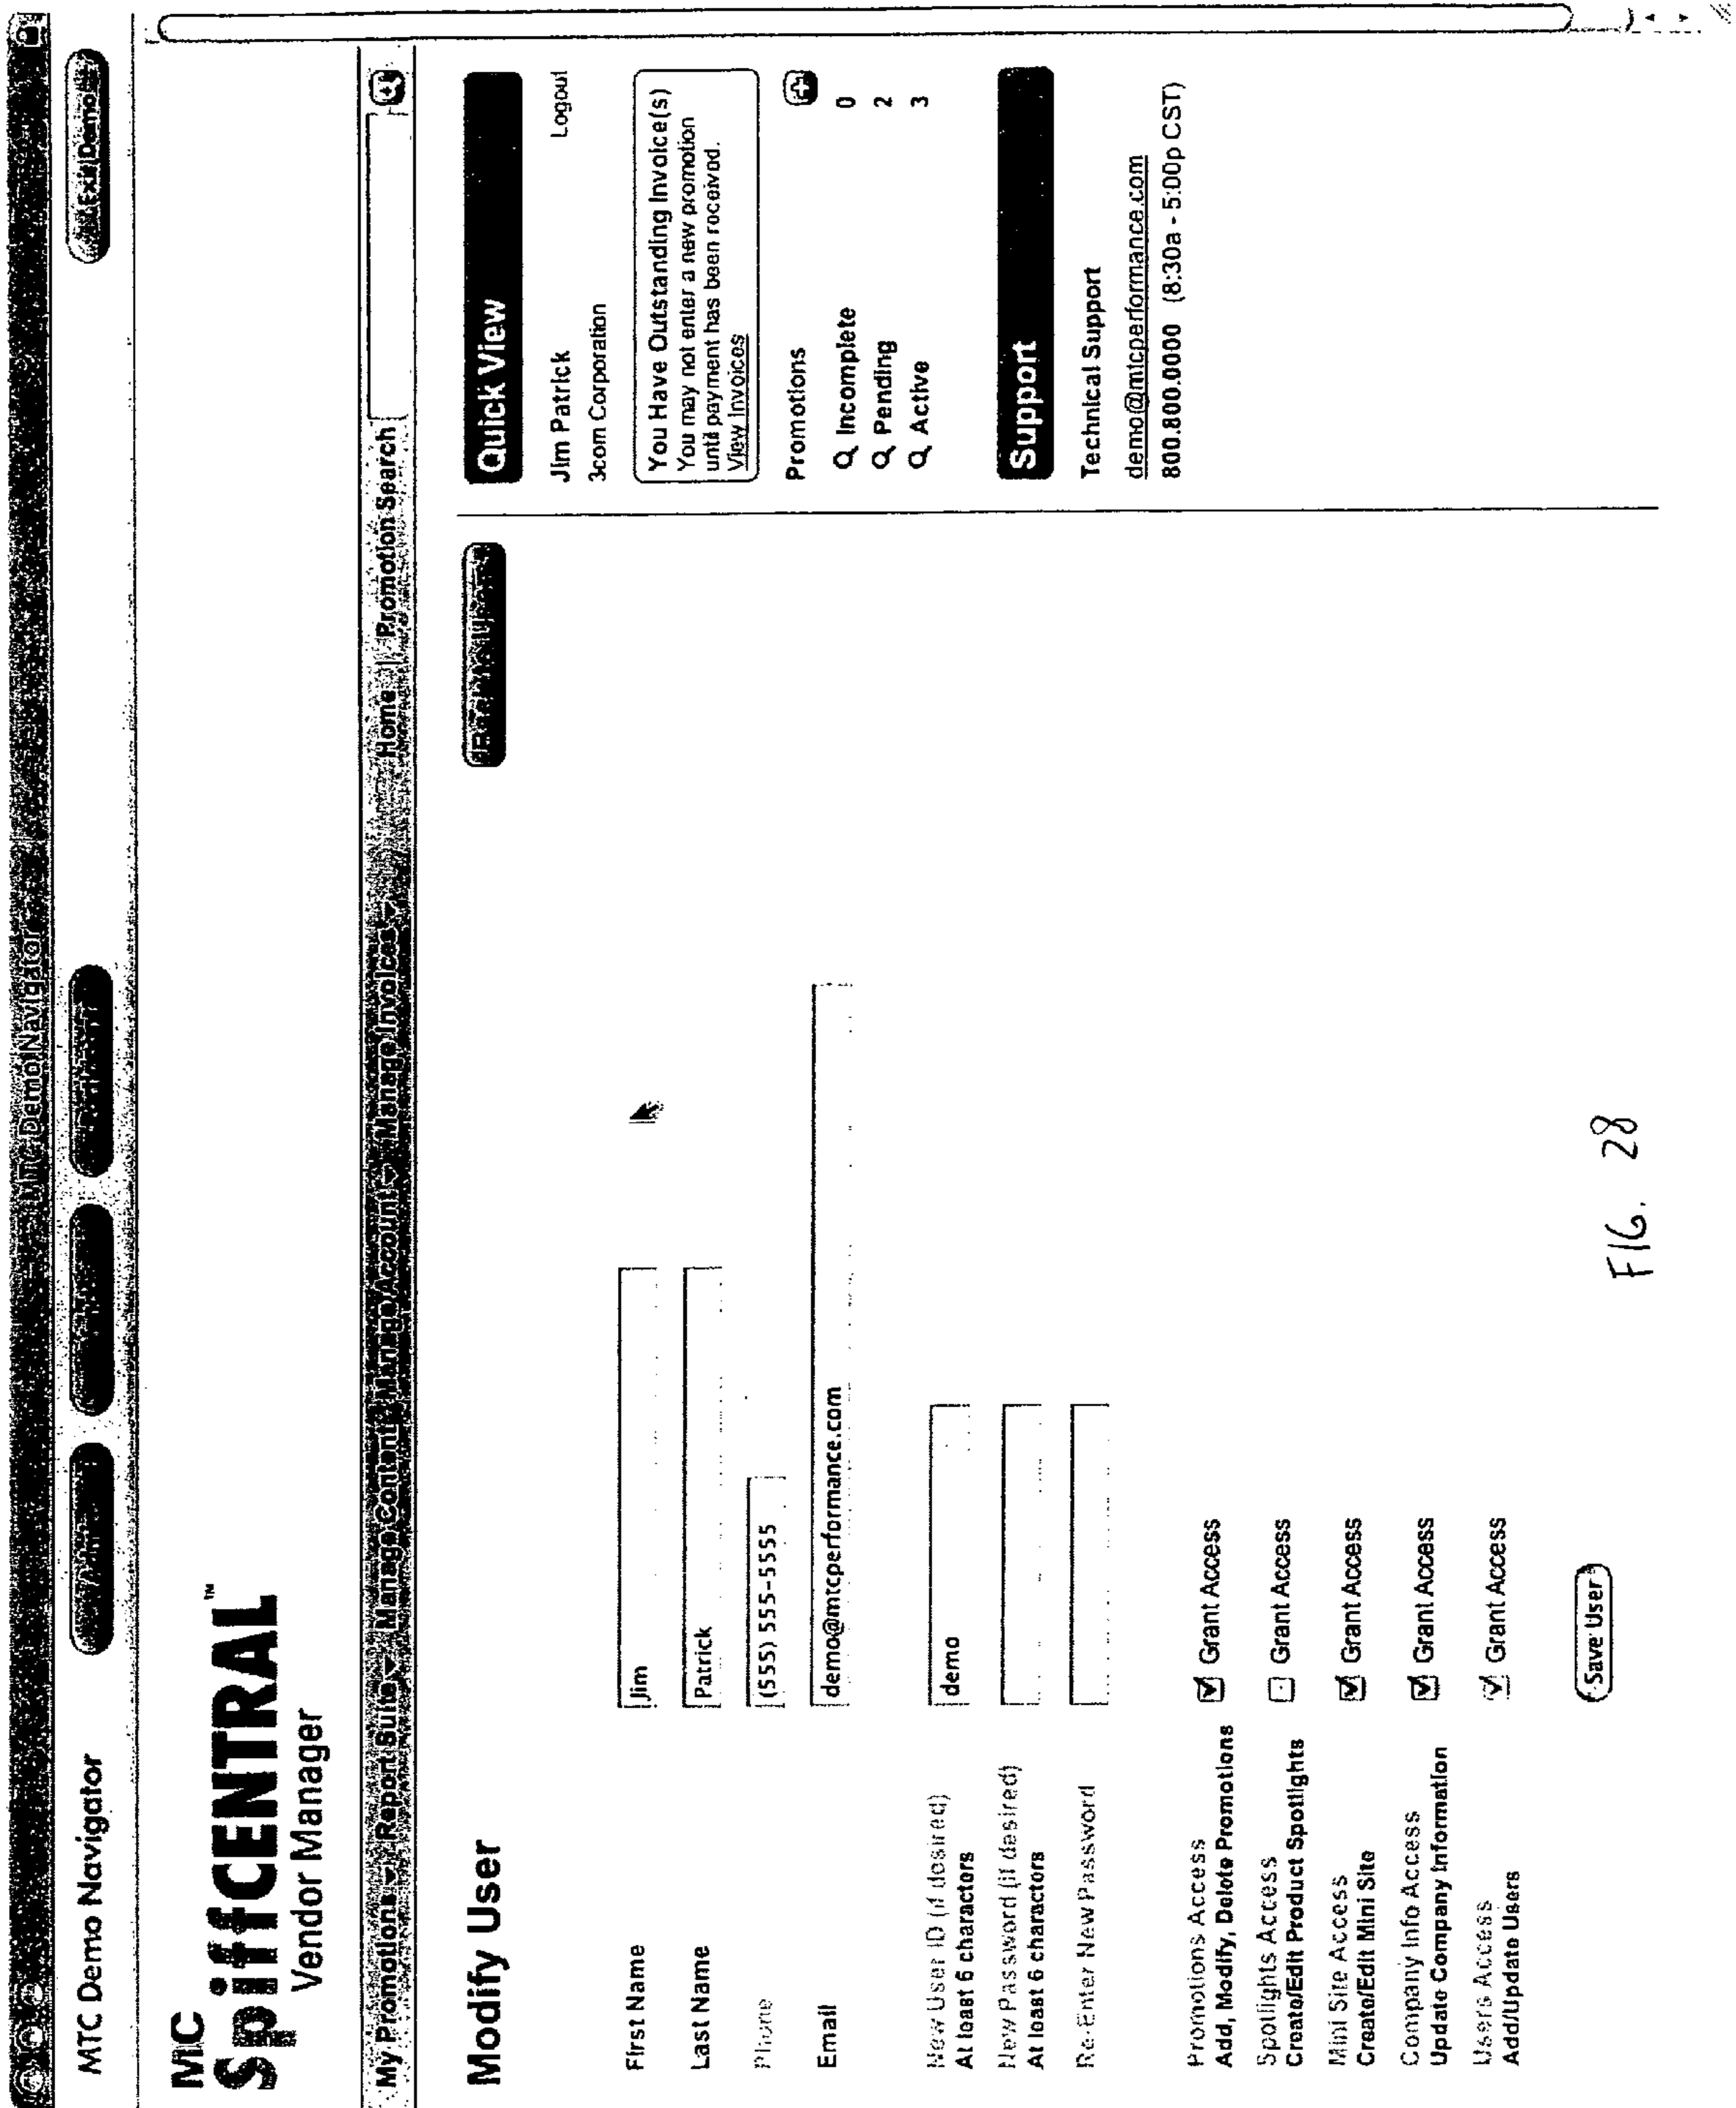 MTC Demo Navigator
MTC Demo Navigator
Exit Demo
MTC
SpiffCENTRAL™
Vendor Manager
My Promotions Report Suite Manage Content Manage Account Manage Invoices Home Promotion Search
Modify User
First Name Jim
Last Name Patrick
Phone (555) 555-5555
Email demo@mtcperformance.com
New User ID (if desired) demo
At least 6 characters
New Password (if desired)
At least 6 characters
Re-Enter New Password
Promotions Access Grant Access
Add, Modify, Delete Promotions
Spotlights Access Grant Access
Create/Edit Product Spotlights
Mini Site Access Grant Access
Create/Edit Mini Site
Company Info Access Grant Access
Update Company Information
Users Access Grant Access
Add/Update Users
Save User
Quick View
Jim Patrick Logout
3com Corporation
You Have Outstanding Invoice(s)
You may not enter a new promotion
until payment has been received.
View Invoices
Promotions
Incomplete 0
Pending 2
Active 3
Support
Technical Support
demo@mtcperformance.com
800.800.0000 (8:30a - 5:00p CST)
FIG. 28